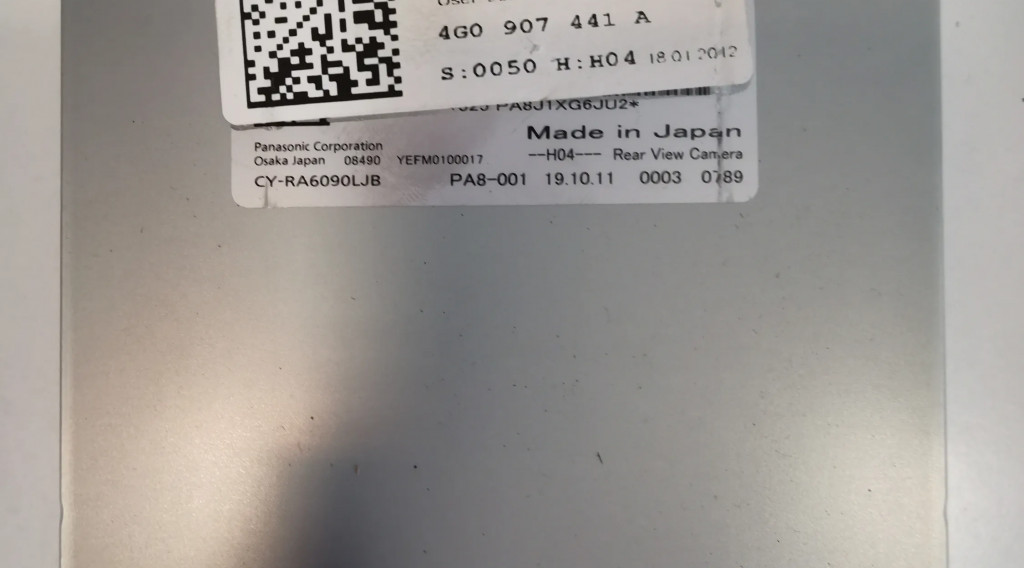 4G0 907 441 A
S:0050 H:H04 18 01 2012
PA8J1XG6JU2*
Made in Japan
Panasonic Corporation
Osaka Japan 08490 YEFM0100017 --H04--- Rear View Camera
CY-RA6090LJB PA8-001 19.10.11 0003 0789